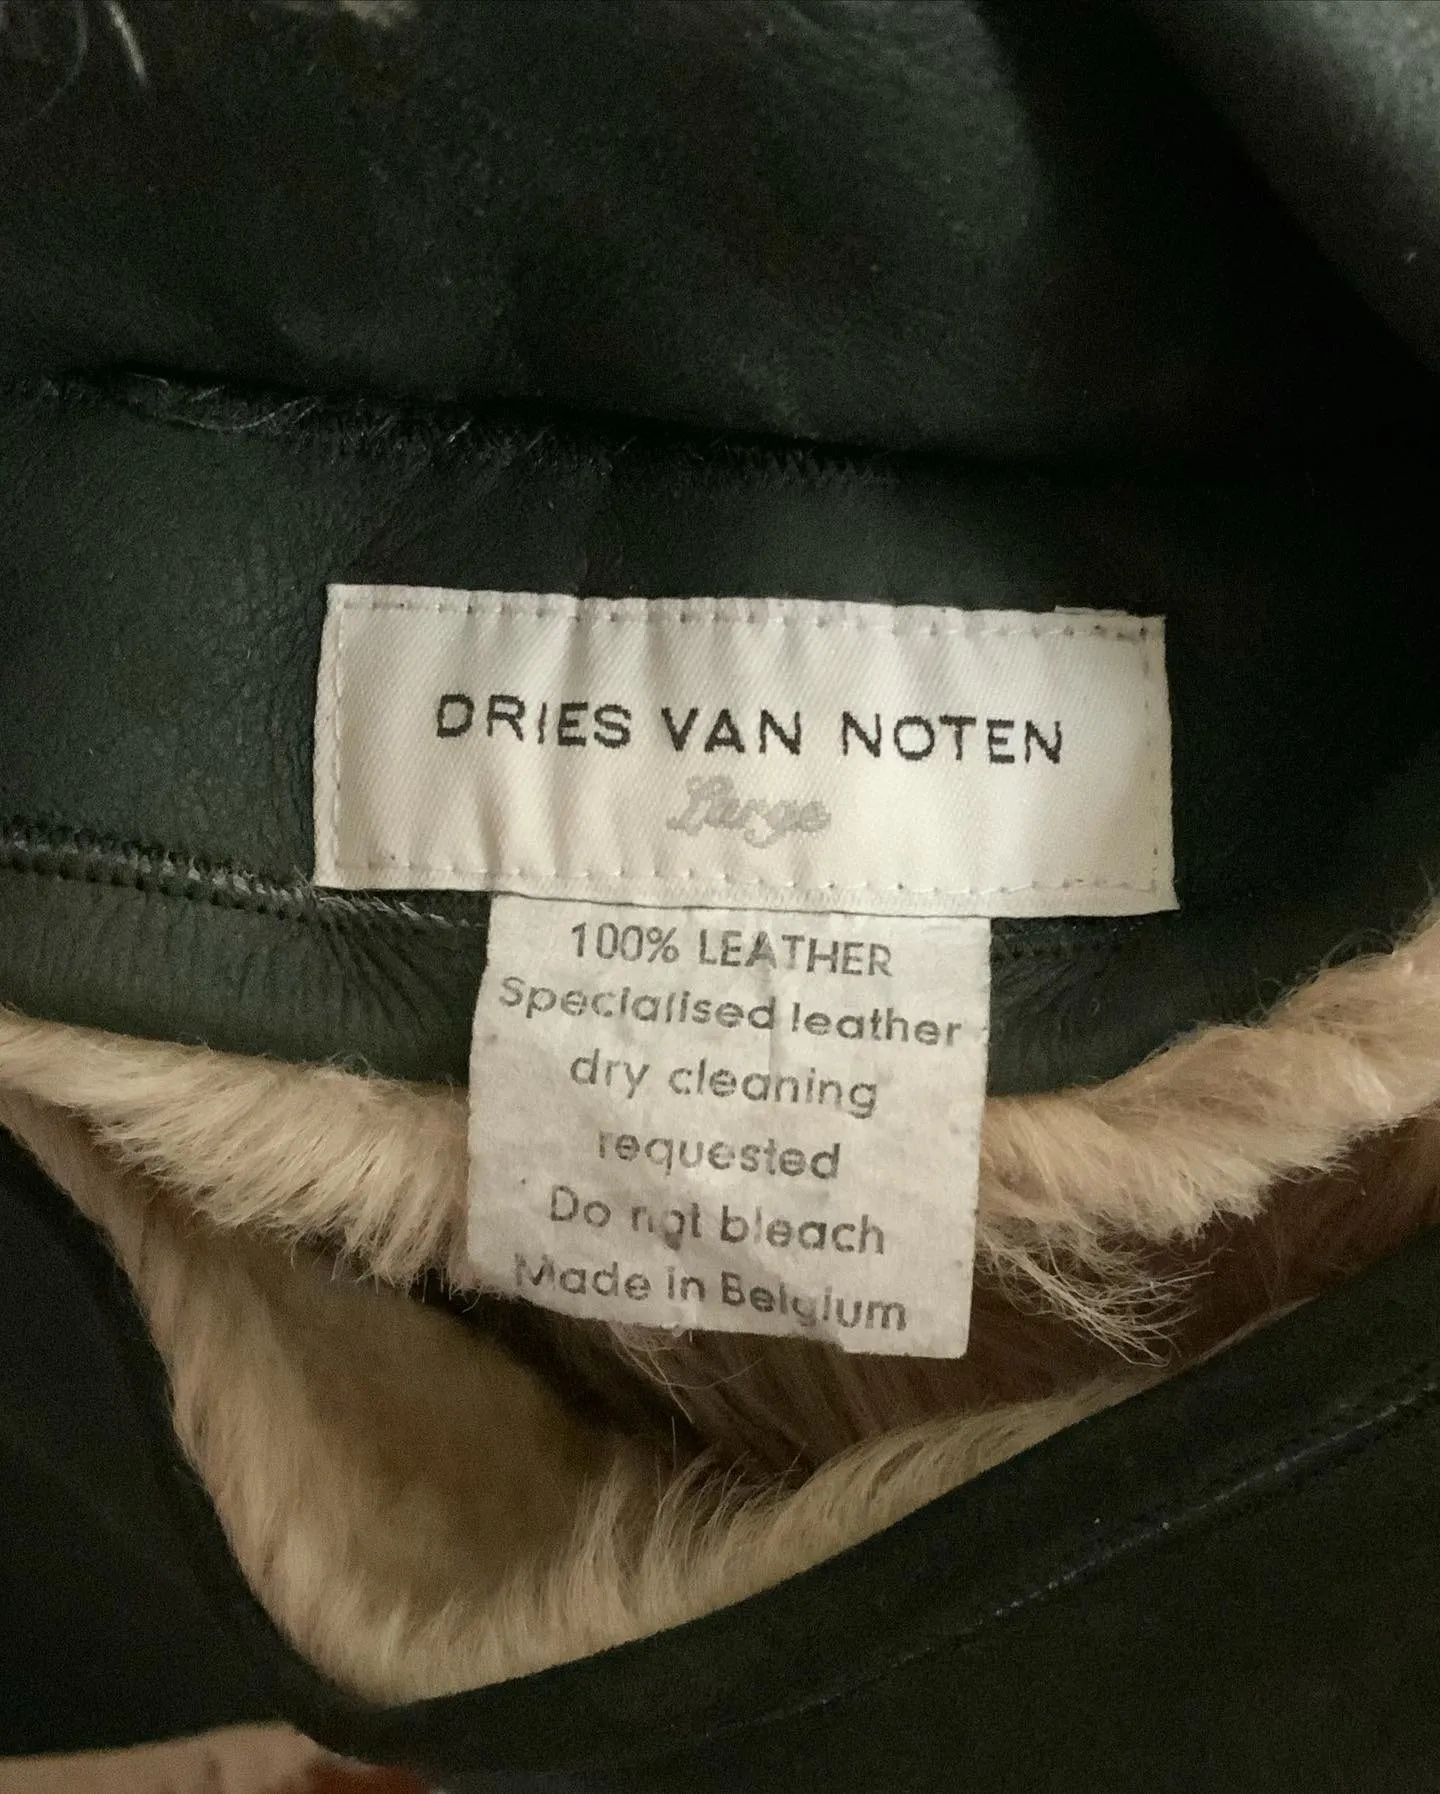 DRIES VAN NOTEN
Large
100% LEATHER
Specialised leather
dry cleaning
requested
Do not bleach
Made in Belgium